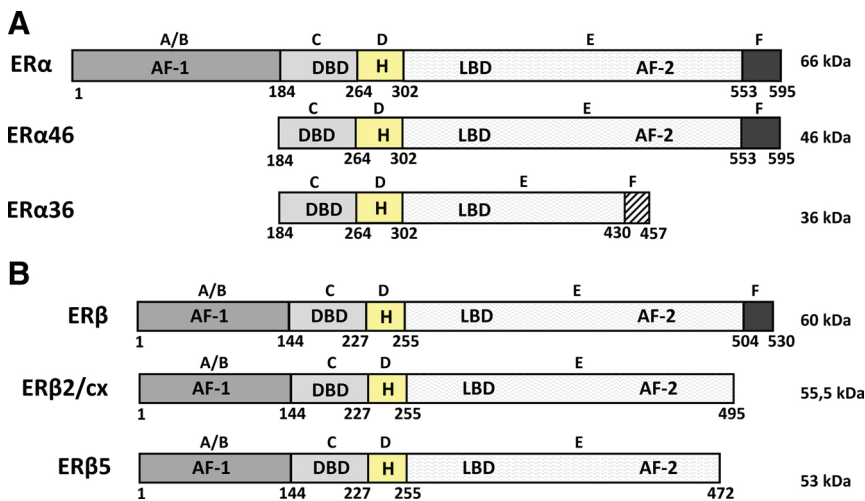 A
A/B C D E F
ERα AF-1 DBD H LBD AF-2 66 kDa
1 184 264 302 553 595
C D E F
ERα46 DBD H LBD AF-2 46 kDa
184 264 302 553 595
C D E F
ERα36 DBD H LBD 36 kDa
184 264 302 430 457
B
A/B C D E F
ERβ AF-1 DBD H LBD AF-2 60 kDa
1 144 227 255 504 530
A/B C D E
ERβ2/cx AF-1 DBD H LBD AF-2 55,5 kDa
1 144 227 255 495
A/B C D E
ERβ5 AF-1 DBD H LBD AF-2 53 kDa
1 144 227 255 472